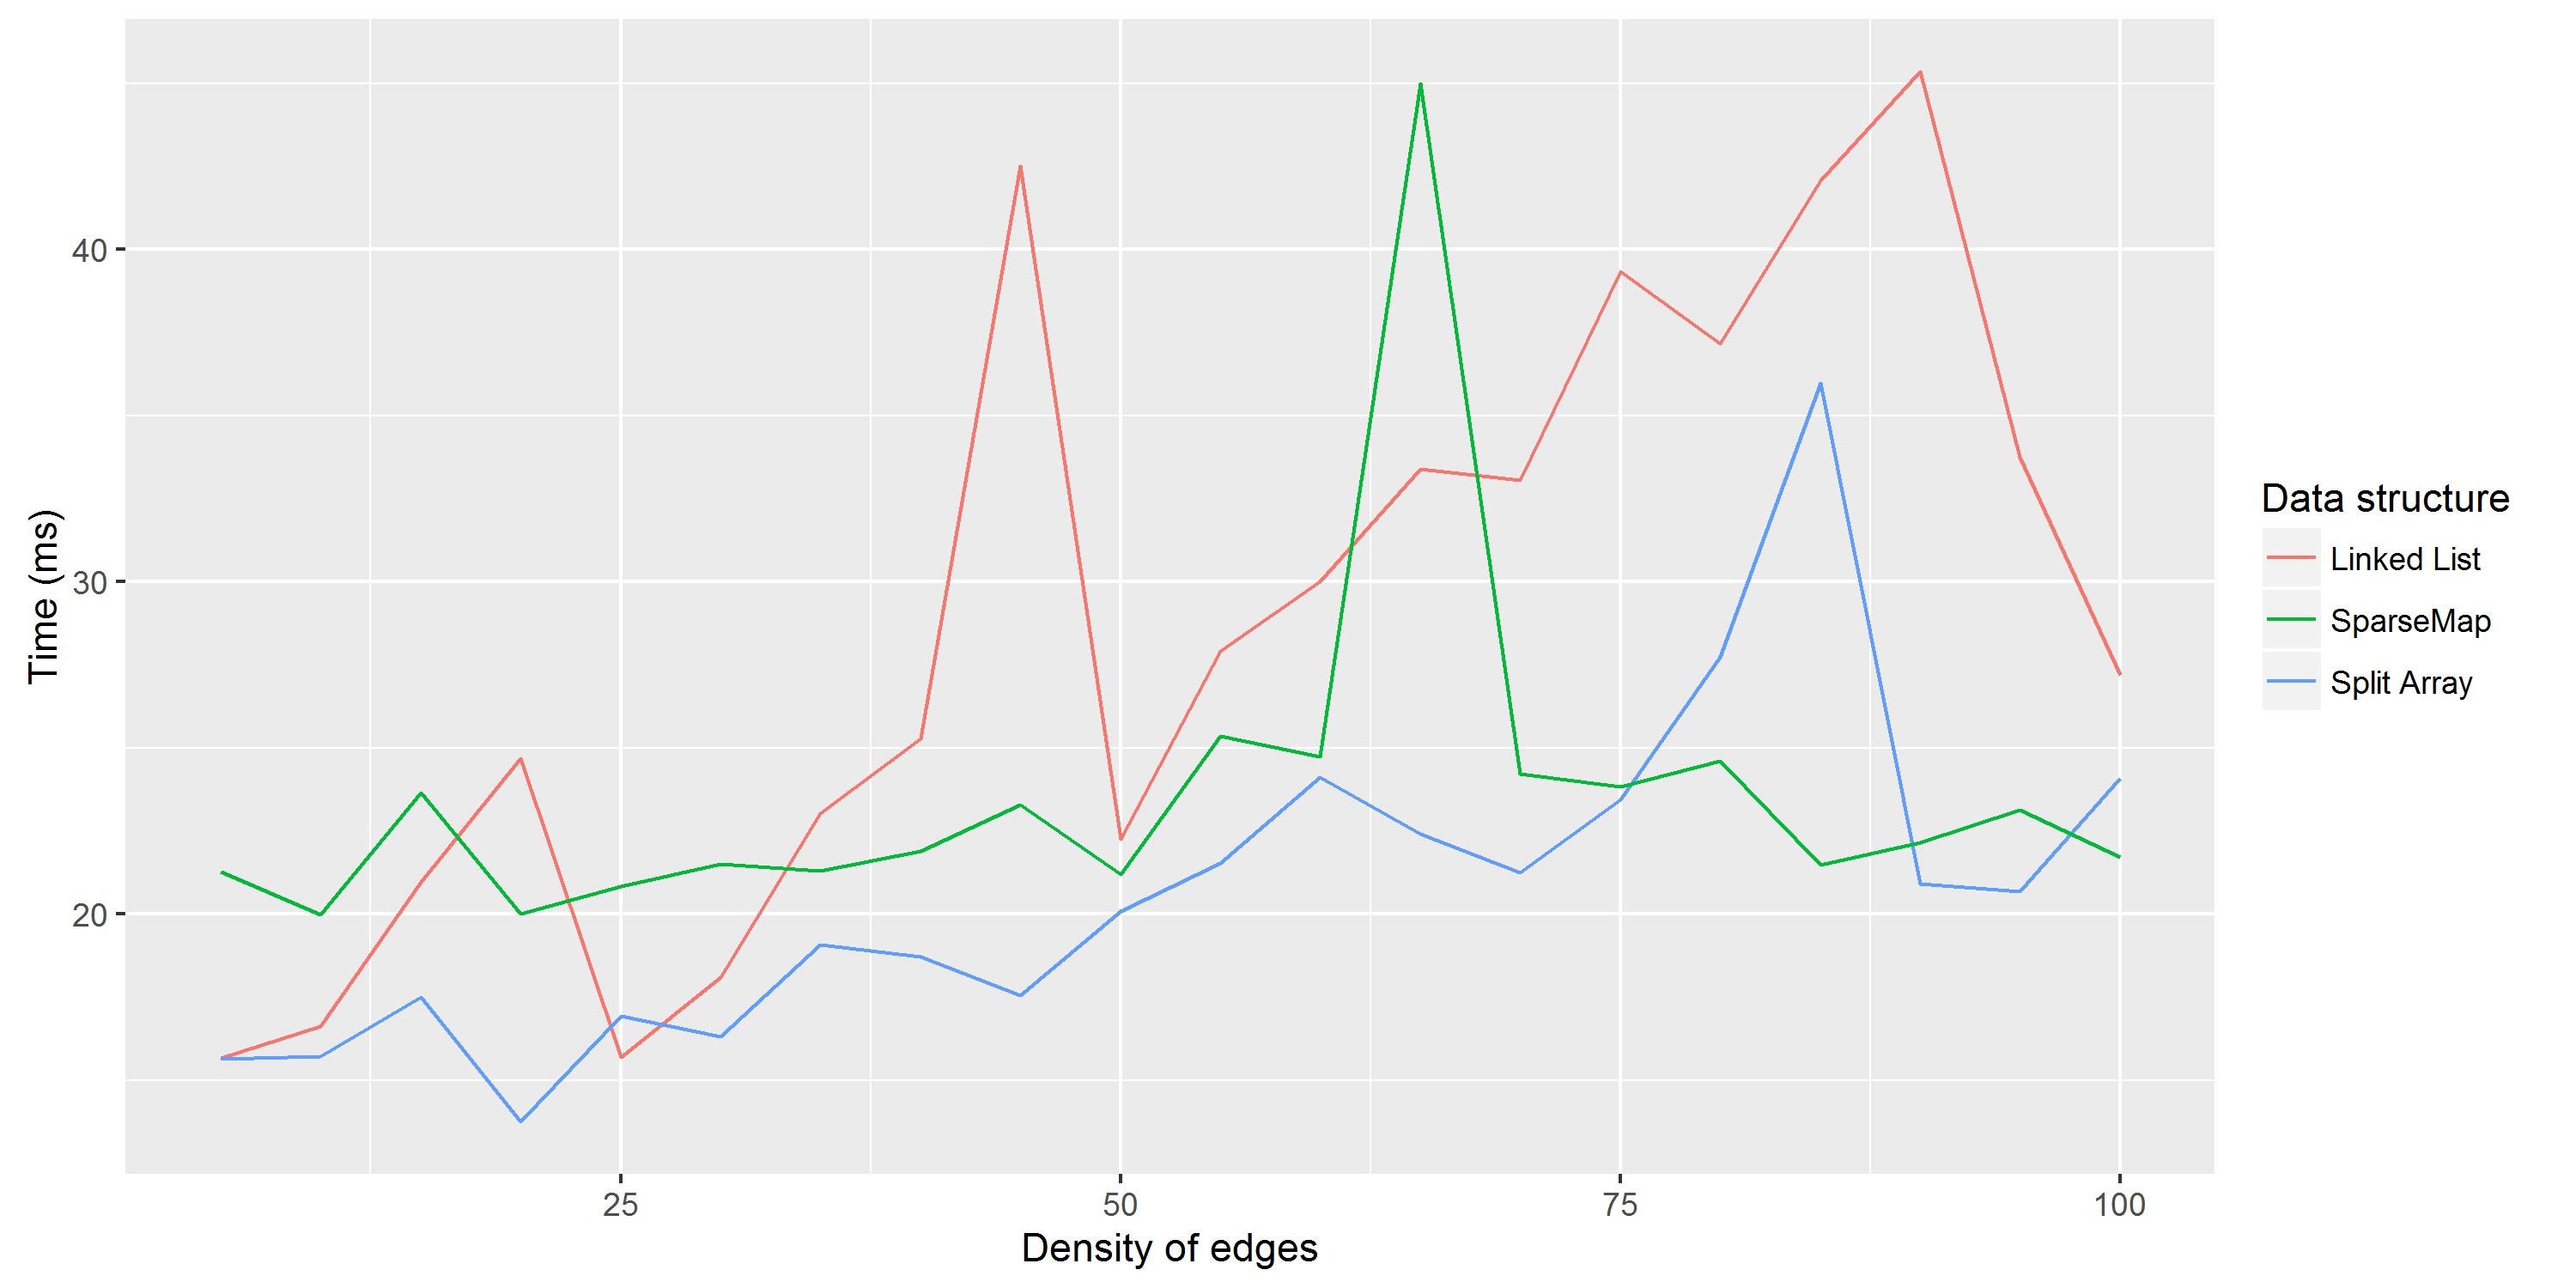 Time (ms)
40
30
20
25 50 75 100
Density of edges
Data structure
Linked List
SparseMap
Split Array